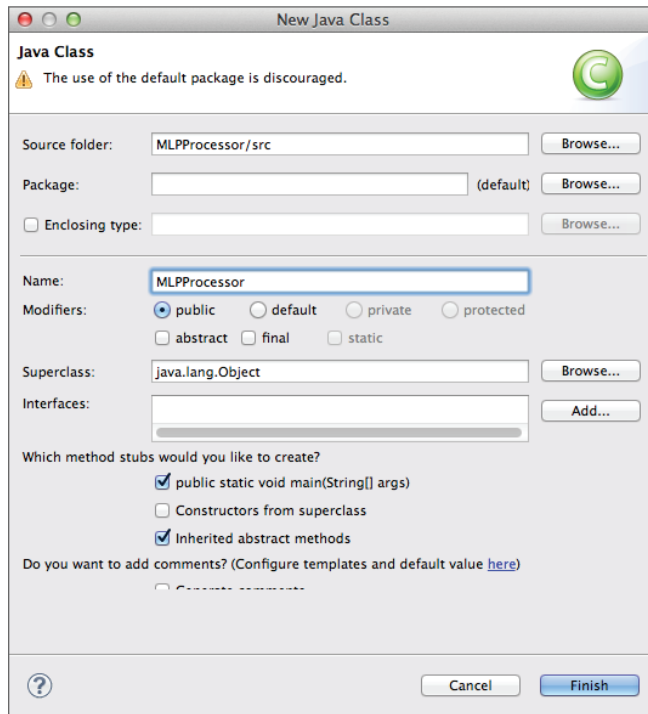 New Java Class
Java Class
The use of the default package is discouraged.
Source folder: MLPProcessor/src Browse...
Package: (default) Browse...
Enclosing type: Browse...
Name: MLPProcessor
Modifiers: public default private protected
abstract final static
Superclass: java.lang.Object Browse...
Interfaces: Add...
Which method stubs would you like to create?
public static void main(String[] args)
Constructors from superclass
Inherited abstract methods
Do you want to add comments? (Configure templates and default value here)
Generate comments
? Cancel Finish